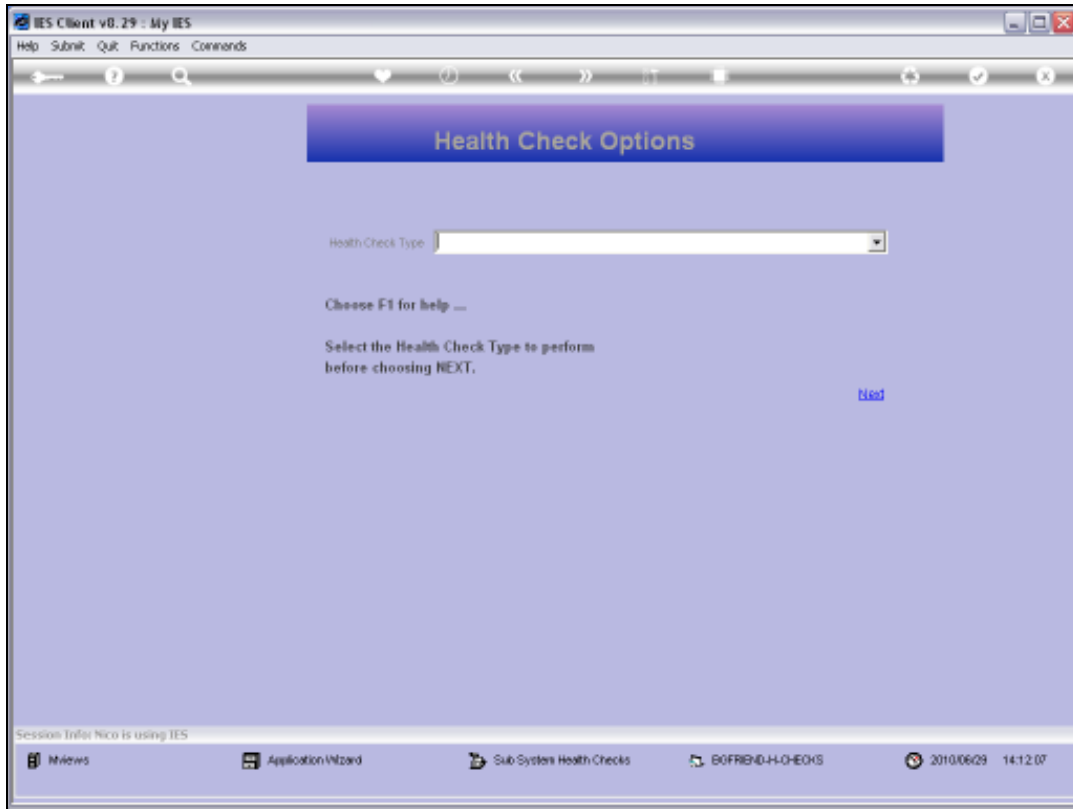 IES Client v8.29 : My IES
Help Submit Quit Functions Commands
Health Check Options
Health Check Type
Choose F1 for help ...
Select the Health Check Type to perform
before choosing NEXT.
Next
Session Info: Nico is using IES
Mviews Application Wizard Sub System Health Checks BOFRIEND-H-CHECKS 2010/06/29 14:12:07